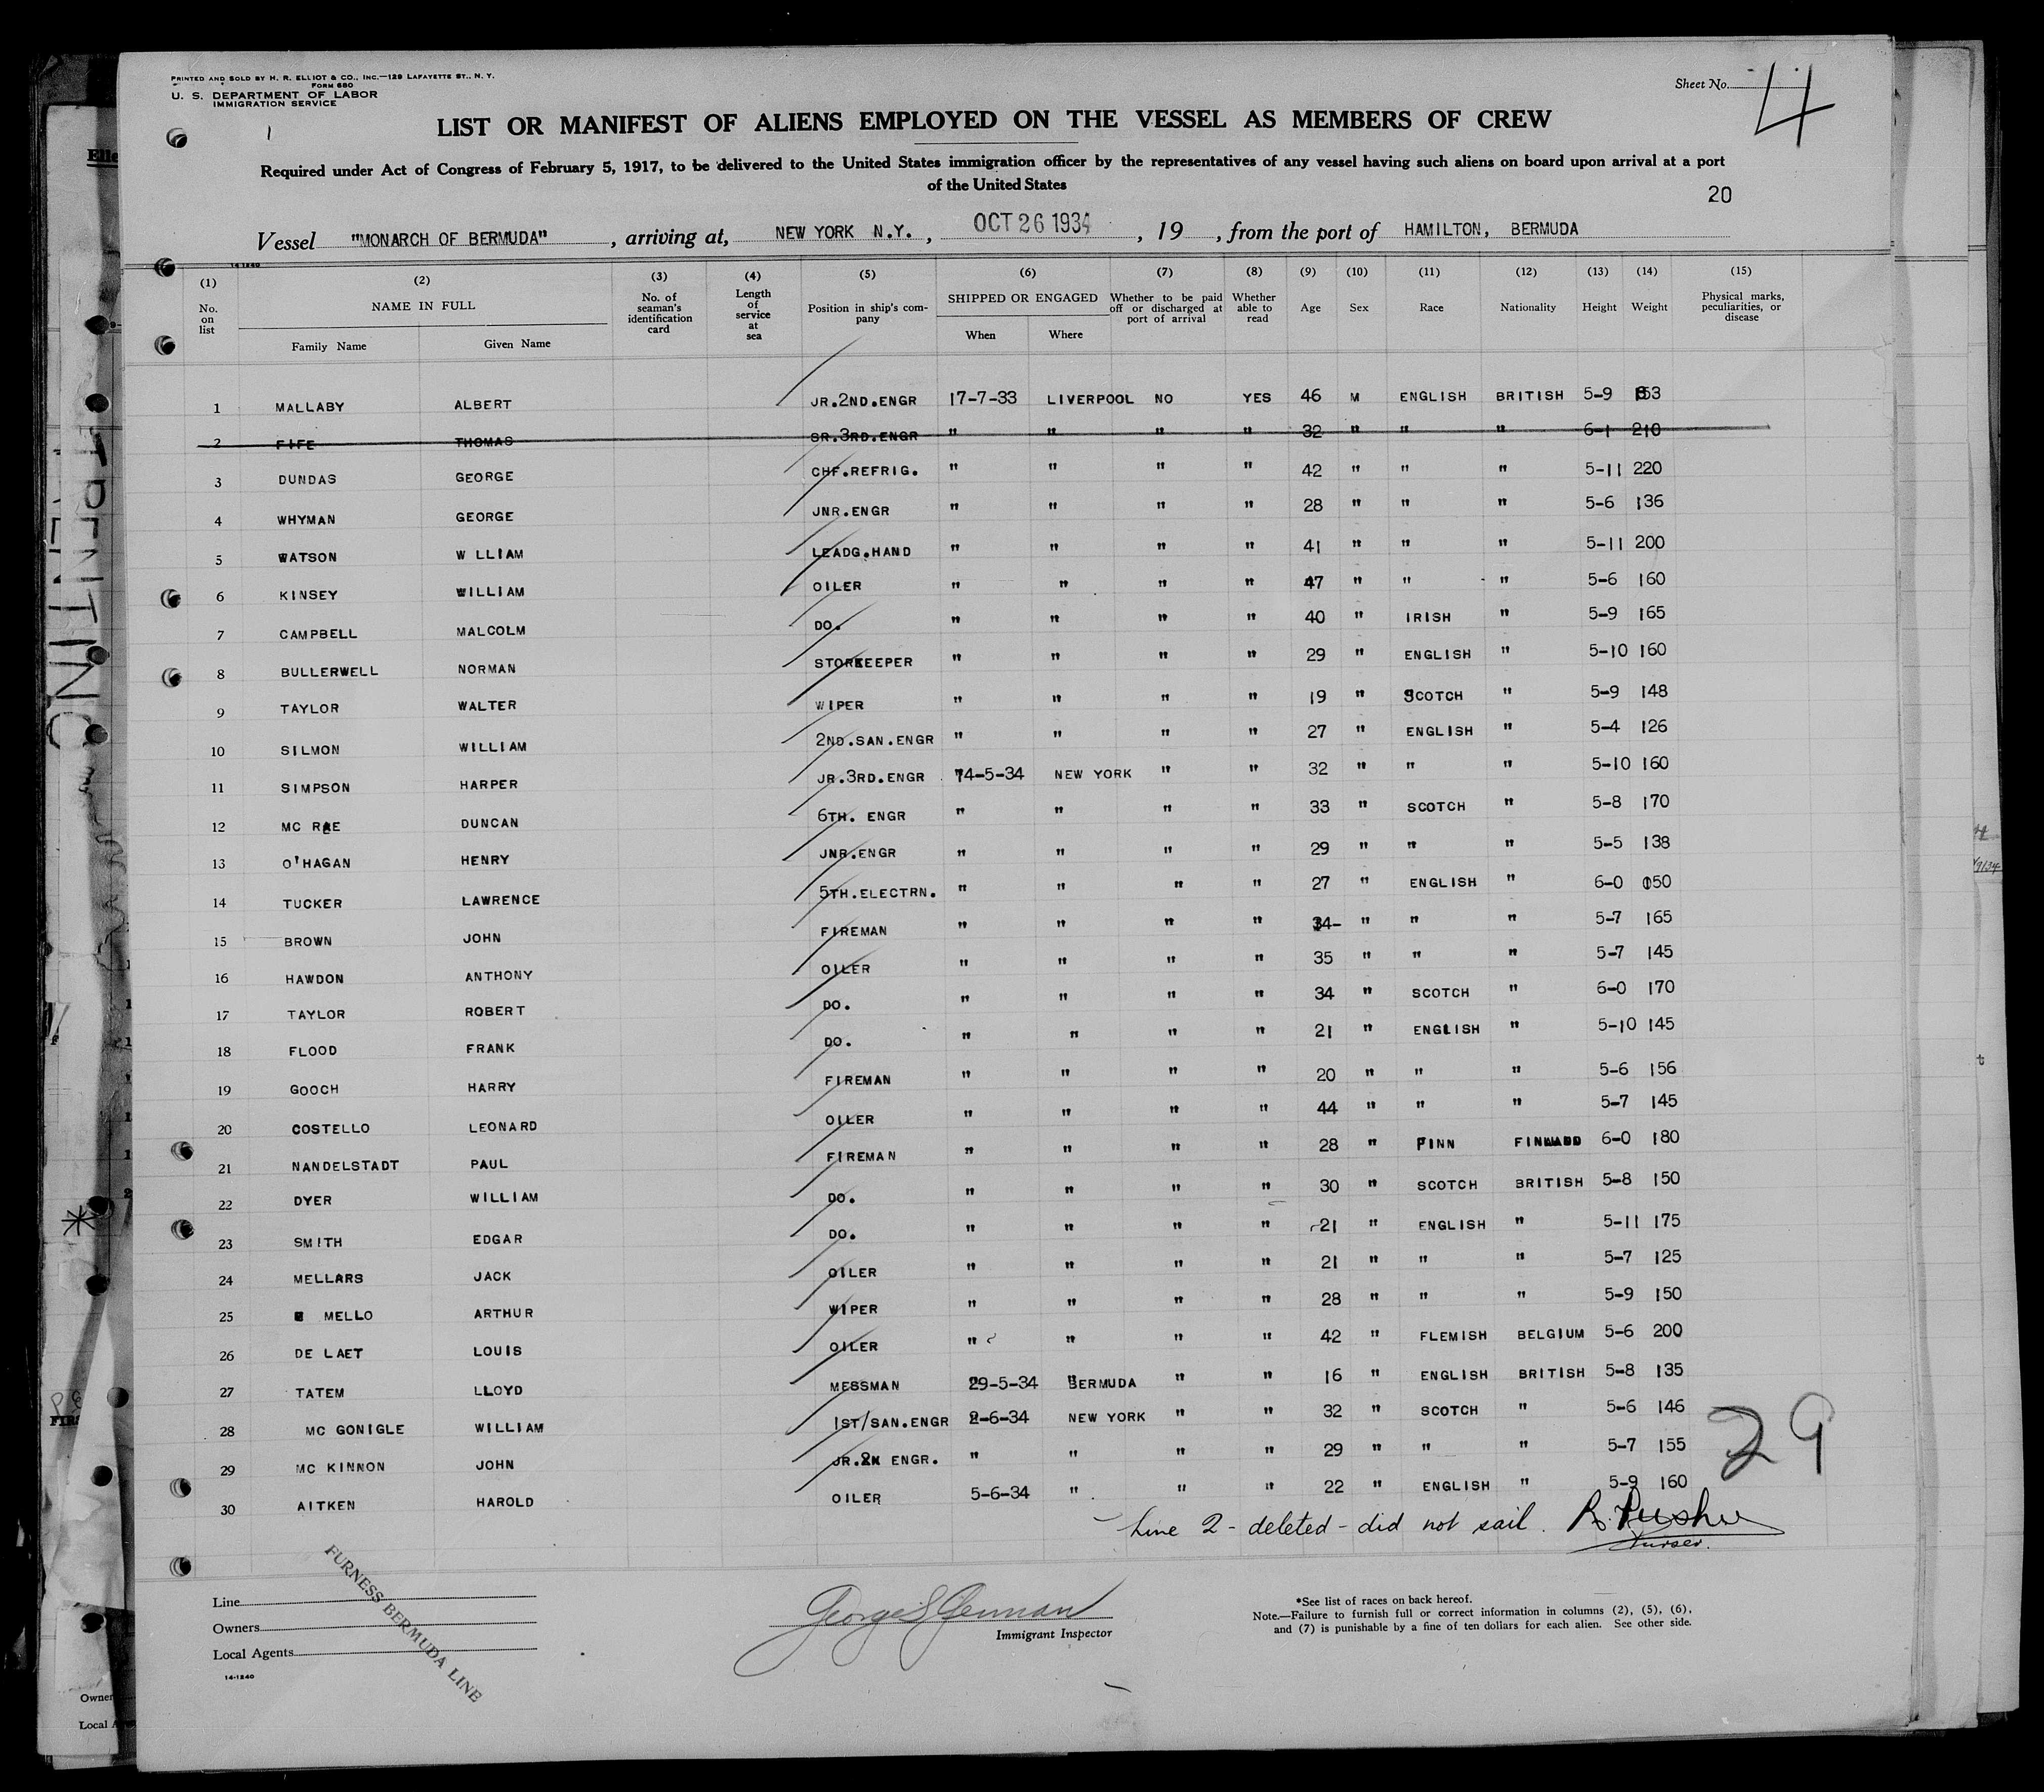 PRINTED AND SOLD BY H. R. ELLIOT & CO., INC.—129 LAFAYETTE ST., N. Y.
FORM 680
U. S. DEPARTMENT OF LABOR
IMMIGRATION SERVICE
Sheet No. 4
1
LIST OR MANIFEST OF ALIENS EMPLOYED ON THE VESSEL AS MEMBERS OF CREW
Required under Act of Congress of February 5, 1917, to be delivered to the United States immigration officer by the representatives of any vessel having such aliens on board upon arrival at a port
of the United States
20
Vessel "MONARCH OF BERMUDA", arriving at, NEW YORK N.Y., OCT 26 1934, 19 , from the port of HAMILTON, BERMUDA
14-1240
(1) (2) (3) (4) (5) (6) (7) (8) (9) (10) (11) (12) (13) (14) (15)
No. on list NAME IN FULL Family Name Given Name No. of seaman's identification card Length of service at sea Position in ship's company SHIPPED OR ENGAGED When Where Whether to be paid off or discharged at port of arrival Whether able to read Age Sex Race Nationality Height Weight Physical marks, peculiarities, or disease
1 MALLABY ALBERT JR.2ND.ENGR 17-7-33 LIVERPOOL NO YES 46 M ENGLISH BRITISH 5-9 153
2 FIFE THOMAS SR.3RD.ENGR " " " " 32 " " " 6-1 210
3 DUNDAS GEORGE CHF.REFRIG. " " " " 42 " " " 5-11 220
4 WHYMAN GEORGE JNR.ENGR " " " " 28 " " " 5-6 136
5 WATSON W LLIAM LEADG.HAND " " " " 41 " " " 5-11 200
6 KINSEY WILLIAM OILER " " " " 47 " " " 5-6 160
7 CAMPBELL MALCOLM DO. " " " " 40 " IRISH " 5-9 165
8 BULLERWELL NORMAN STOREKEEPER " " " " 29 " ENGLISH " 5-10 160
9 TAYLOR WALTER WIPER " " " " 19 " SCOTCH " 5-9 148
10 SILMON WILLIAM 2ND.SAN.ENGR " " " " 27 " ENGLISH " 5-4 126
11 SIMPSON HARPER JR.3RD.ENGR 14-5-34 NEW YORK " " 32 " " " 5-10 160
12 MC RAE DUNCAN 6TH. ENGR " " " " 33 " SCOTCH " 5-8 170
13 O'HAGAN HENRY JNR.ENGR " " " " 29 " " " 5-5 138
14 TUCKER LAWRENCE 5TH.ELECTRN. " " " " 27 " ENGLISH " 6-0 150
15 BROWN JOHN FIREMAN " " " " 34- " " " 5-7 165
16 HAWDON ANTHONY OILER " " " " 35 " " " 5-7 145
17 TAYLOR ROBERT DO. " " " " 34 " SCOTCH " 6-0 170
18 FLOOD FRANK DO. " " " " 21 " ENGLISH " 5-10 145
19 GOOCH HARRY FIREMAN " " " " 20 " " " 5-6 156
20 COSTELLO LEONARD OILER " " " " 44 " " " 5-7 145
21 NANDELSTADT PAUL FIREMAN " " " " 28 " FINN FINLAND 6-0 180
22 DYER WILLIAM DO. " " " " 30 " SCOTCH BRITISH 5-8 150
23 SMITH EDGAR DO. " " " " 21 " ENGLISH " 5-11 175
24 MELLARS JACK OILER " " " " 21 " " " 5-7 125
25 MELLO ARTHUR WIPER " " " " 28 " " " 5-9 150
26 DE LAET LOUIS OILER " " " " 42 " FLEMISH BELGIUM 5-6 200
27 TATEM LLOYD MESSMAN 29-5-34 BERMUDA " " 16 " ENGLISH BRITISH 5-8 135
28 MC GONIGLE WILLIAM 1ST/SAN.ENGR 2-6-34 NEW YORK " " 32 " SCOTCH " 5-6 146
29 MC KINNON JOHN JR.2N ENGR. " " " " 29 " " " 5-7 155
30 AITKEN HAROLD OILER 5-6-34 " " " 22 " ENGLISH " 5-9 160
29
Line 2 - deleted - did not sail.
Purser.
Line
Owners
Local Agents
FURNESS BERMUDA LINE
14-1240
Immigrant Inspector
*See list of races on back hereof.
Note.—Failure to furnish full or correct information in columns (2), (5), (6),
and (7) is punishable by a fine of ten dollars for each alien. See other side.